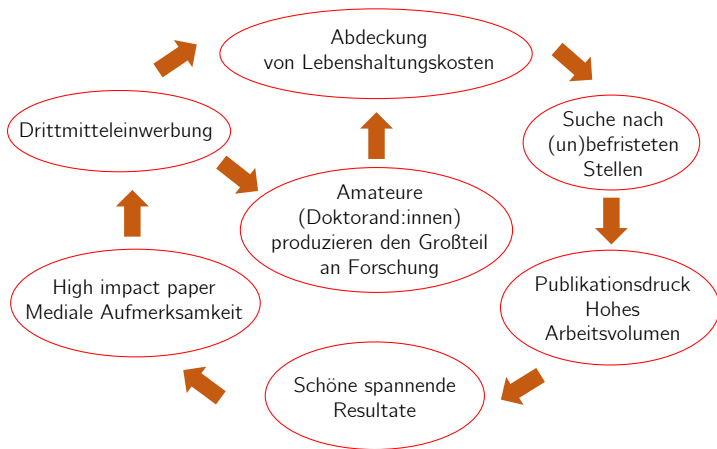 Abdeckung
von Lebenshaltungskosten
Drittmitteleinwerbung
Suche nach
(un)befristeten
Stellen
Amateure
(Doktorand:innen)
produzieren den Großteil
an Forschung
High impact paper
Mediale Aufmerksamkeit
Publikationsdruck
Hohes
Arbeitsvolumen
Schöne spannende
Resultate